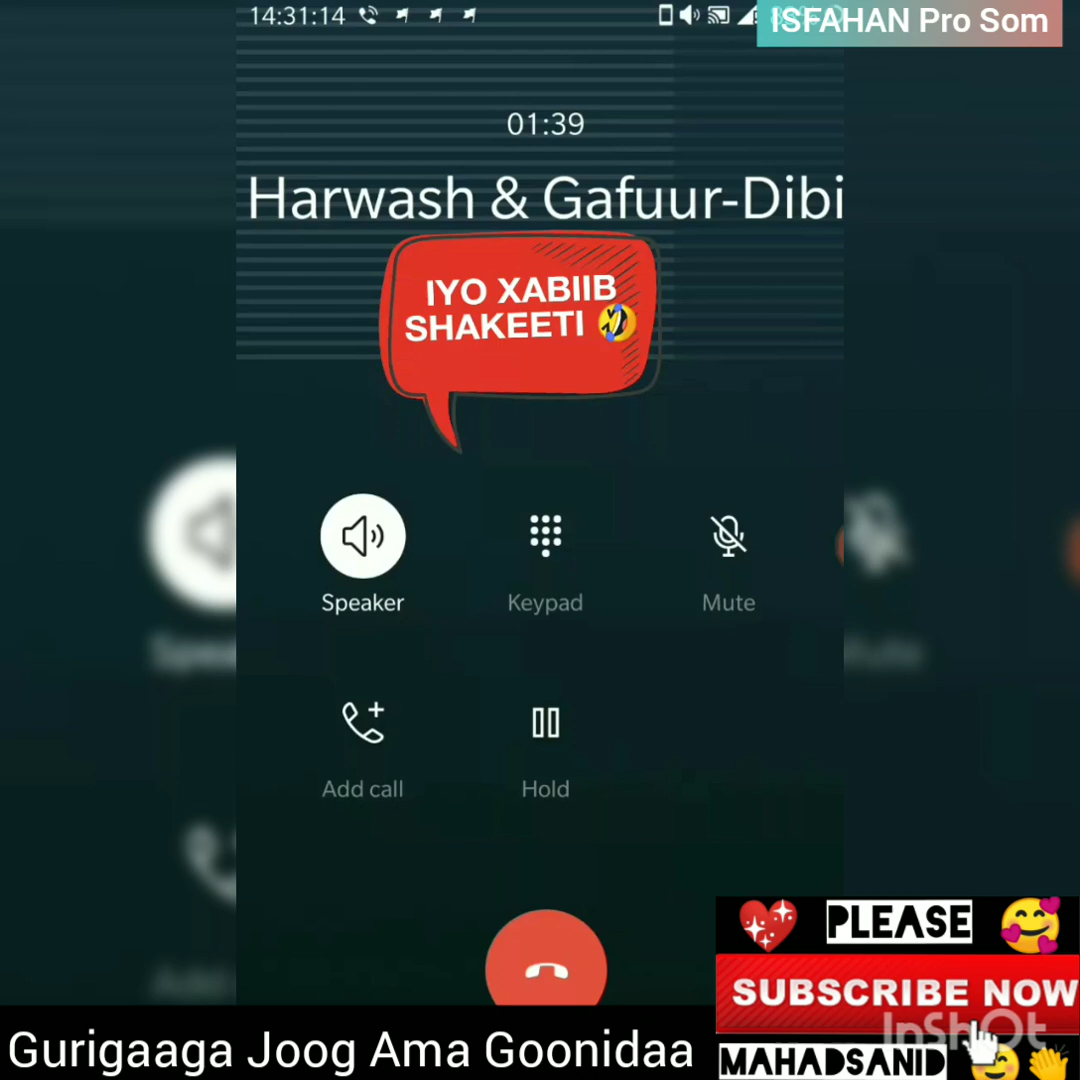 14:31:14
ISFAHAN Pro Som
01:39
Harwash & Gafuur-Dibi
IYO XABIIB
SHAKEETI 🤣
Speaker
Keypad
Mute
Add call
Hold
💖 PLEASE 🥰
SUBSCRIBE NOW
InShOt
Gurigaaga Joog Ama Goonidaa
MAHADSANID